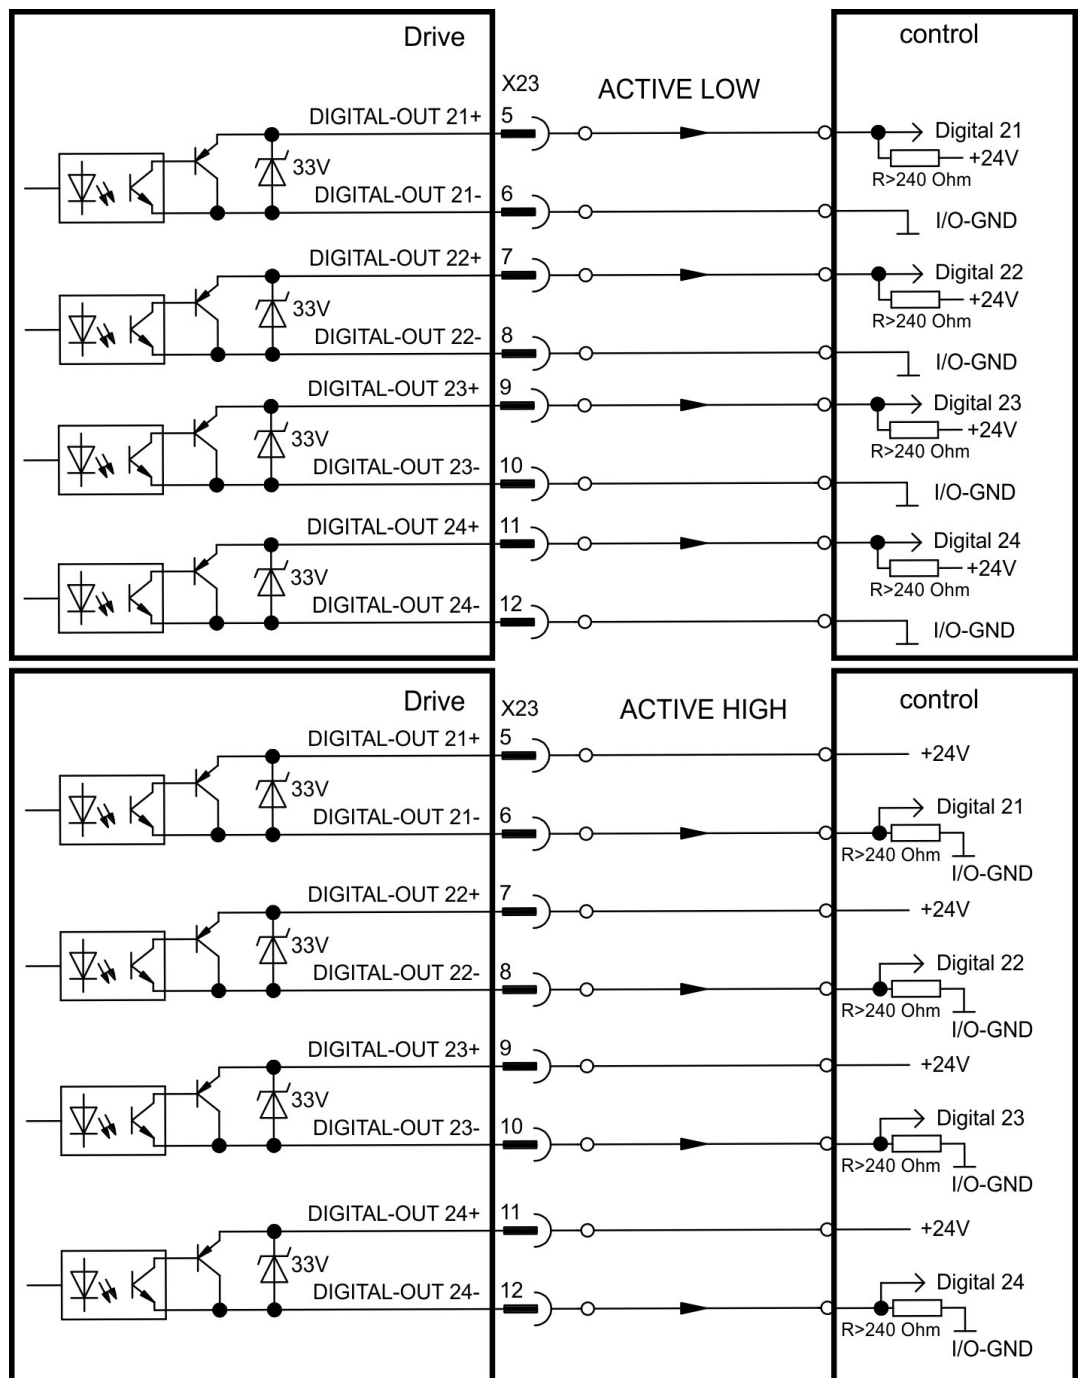 Drive
control
X23
ACTIVE LOW
DIGITAL-OUT 21+
5
Digital 21
33V
+24V
R>240 Ohm
DIGITAL-OUT 21-
6
I/O-GND
DIGITAL-OUT 22+
7
Digital 22
33V
+24V
R>240 Ohm
DIGITAL-OUT 22-
8
I/O-GND
DIGITAL-OUT 23+
9
Digital 23
33V
+24V
R>240 Ohm
DIGITAL-OUT 23-
10
I/O-GND
DIGITAL-OUT 24+
11
Digital 24
33V
+24V
R>240 Ohm
DIGITAL-OUT 24-
12
I/O-GND
Drive
control
X23
ACTIVE HIGH
DIGITAL-OUT 21+
5
+24V
33V
Digital 21
DIGITAL-OUT 21-
6
R>240 Ohm
I/O-GND
DIGITAL-OUT 22+
7
+24V
33V
Digital 22
DIGITAL-OUT 22-
8
R>240 Ohm
I/O-GND
DIGITAL-OUT 23+
9
+24V
33V
Digital 23
DIGITAL-OUT 23-
10
R>240 Ohm
I/O-GND
DIGITAL-OUT 24+
11
+24V
33V
Digital 24
DIGITAL-OUT 24-
12
R>240 Ohm
I/O-GND